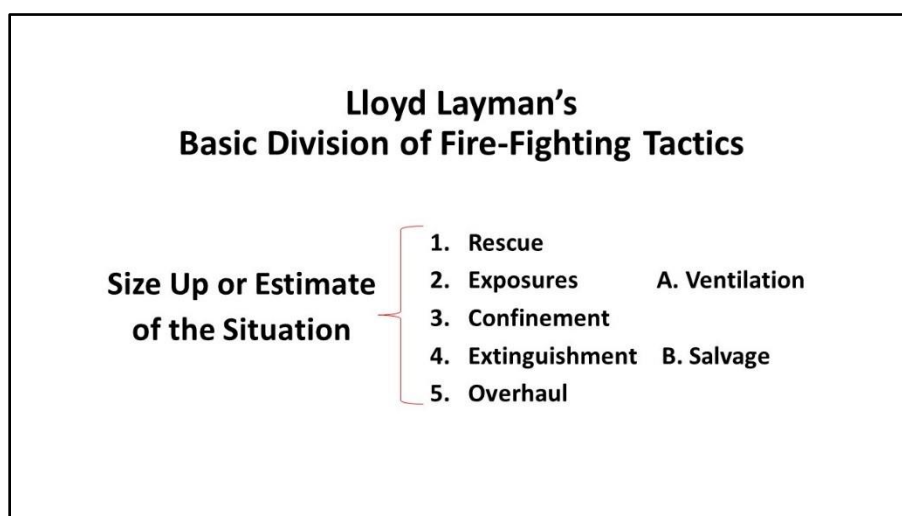 Lloyd Layman’s
Basic Division of Fire-Fighting Tactics
Size Up or Estimate
of the Situation
1. Rescue
2. Exposures A. Ventilation
3. Confinement
4. Extinguishment B. Salvage
5. Overhaul